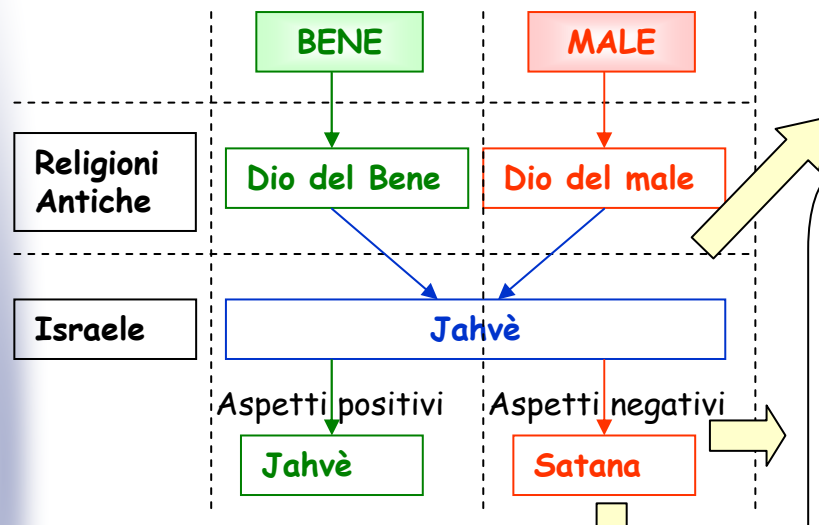 BENE
MALE
Religioni
Antiche
Dio del Bene
Dio del male
Israele
Jahvè
Aspetti positivi
Aspetti negativi
Jahvè
Satana